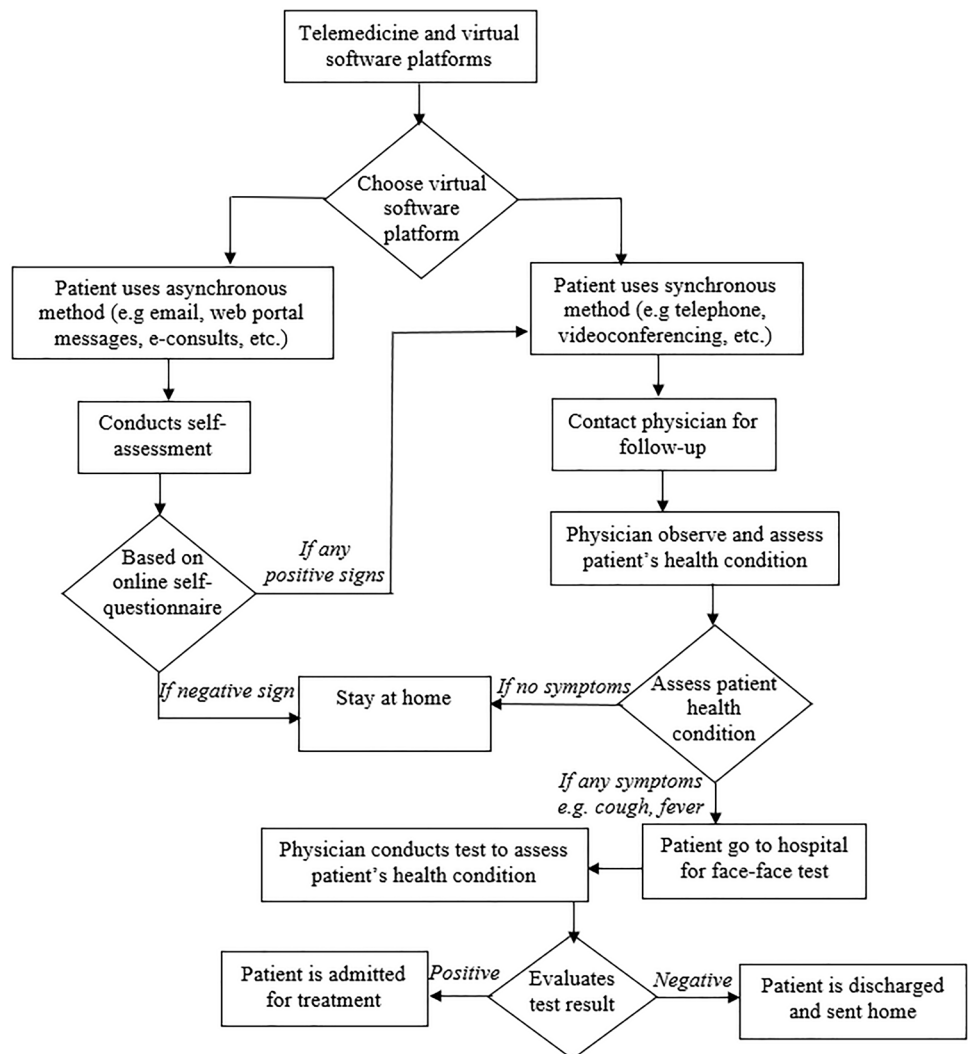 Telemedicine and virtual
software platforms
Choose virtual
software
platform
Patient uses asynchronous
method (e.g email, web portal
messages, e-consults, etc.)
Patient uses synchronous
method (e.g telephone,
videoconferencing, etc.)
Conducts self-
assessment
Contact physician for
follow-up
Physician observe and assess
patient's health condition
Based on
online self-
questionnaire
If any
positive signs
If negative sign
Stay at home
If no symptoms
Assess patient
health
condition
If any symptoms
e.g. cough, fever
Patient go to hospital
for face-face test
Physician conducts test to assess
patient's health condition
Evaluates
test result
Positive
Patient is admitted
for treatment
Negative
Patient is discharged
and sent home